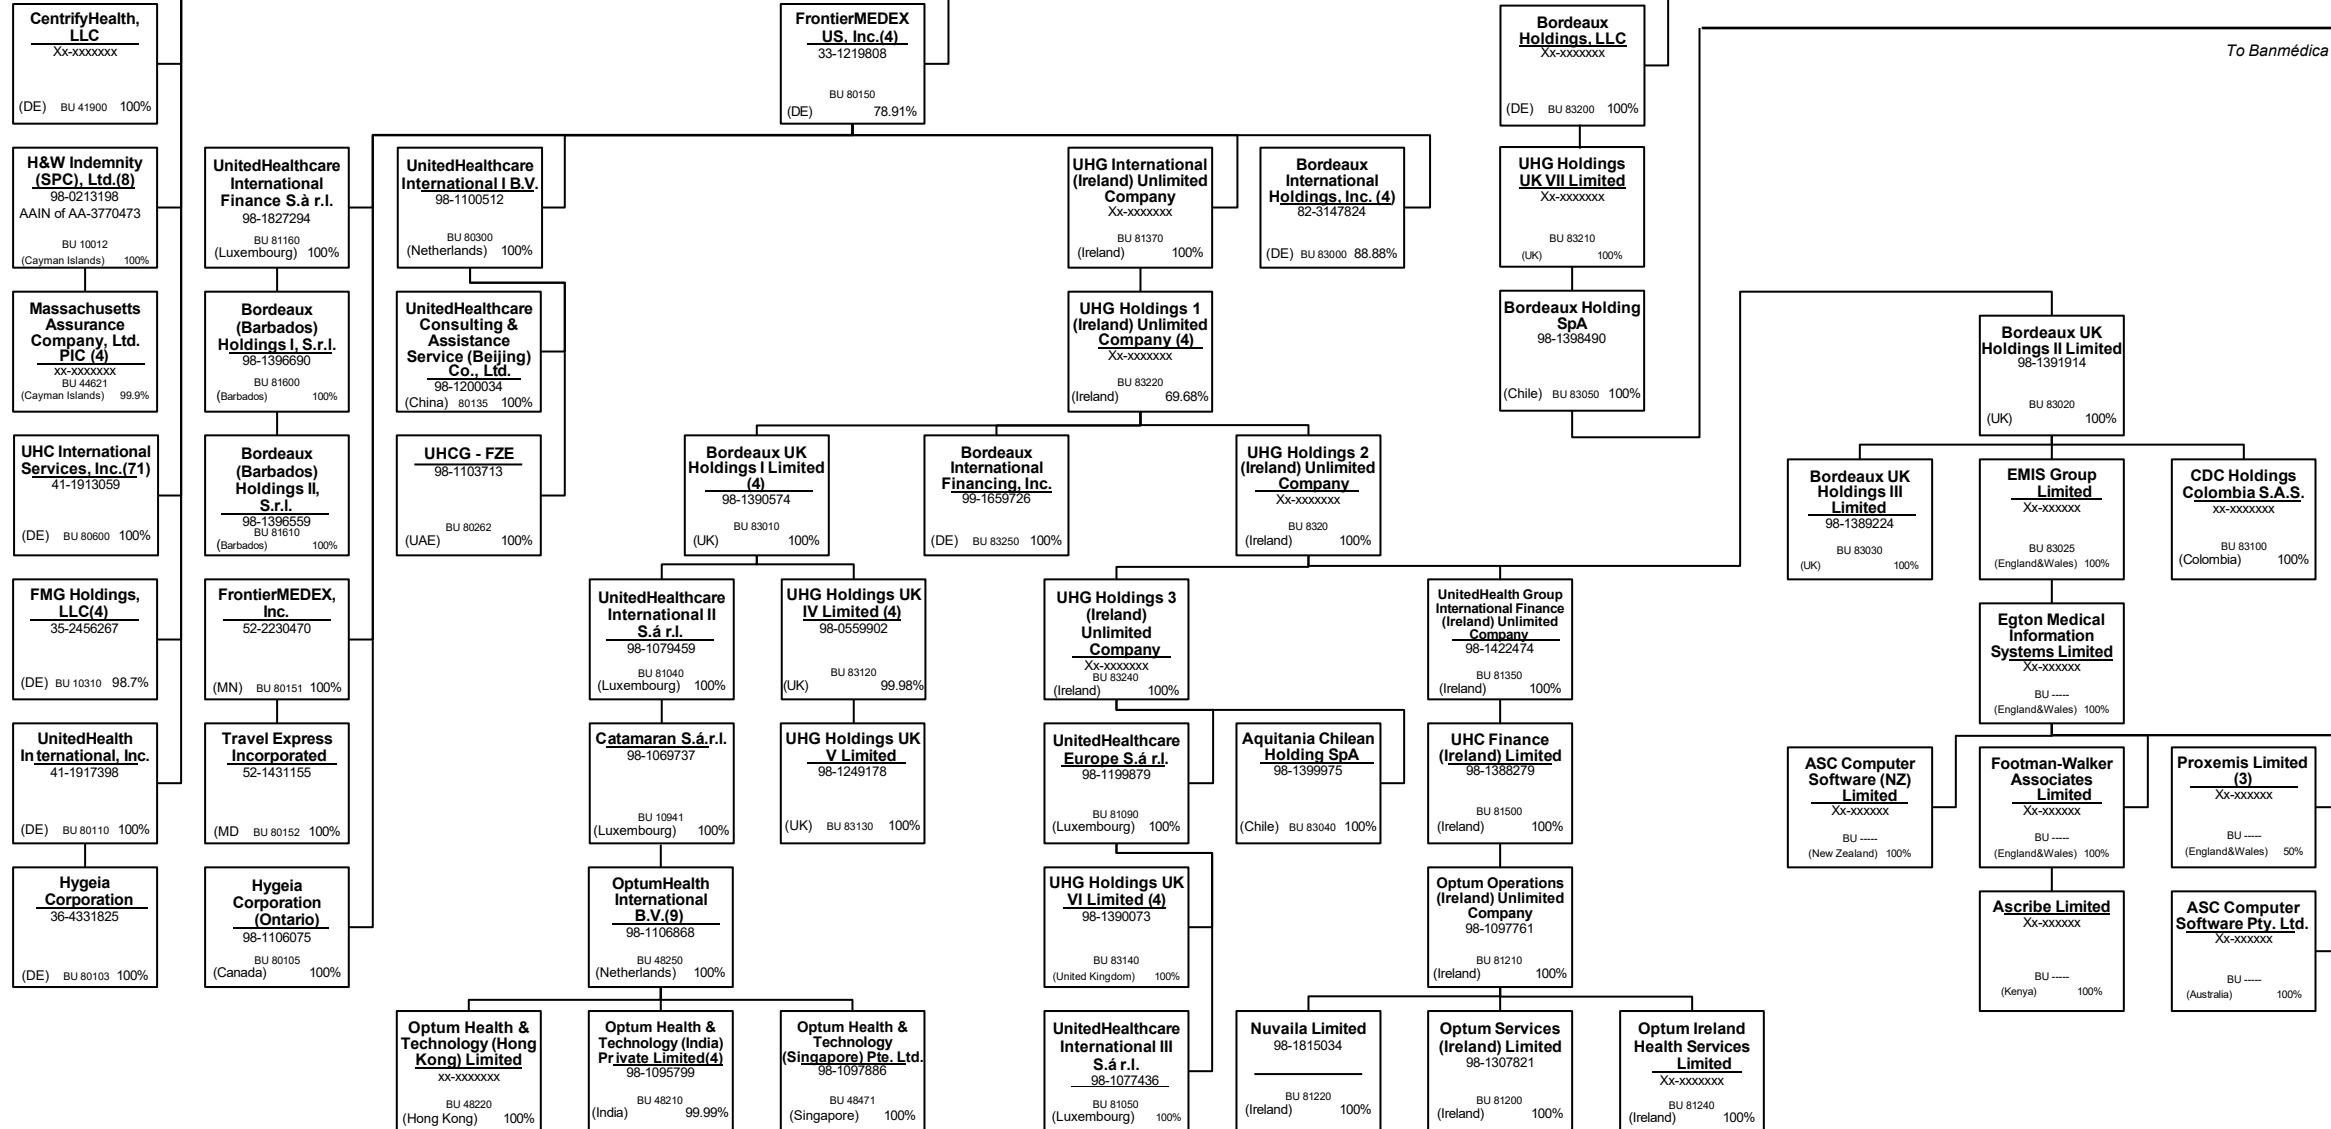 CentrifyHealth,
LLC
Xx-xxxxxxx
(DE) BU 41900 100%
FrontierMEDEX
US, Inc.(4)
33-1219808
BU 80150
(DE) 78.91%
Bordeaux
Holdings, LLC
Xx-xxxxxxx
(DE) BU 83200 100%
To Banmédica
H&W Indemnity
(SPC), Ltd.(8)
98-0213198
AAIN of AA-3770473
BU 10012
(Cayman Islands) 100%
UnitedHealthcare
International
Finance S.à r.l.
98-1827294
BU 81160
(Luxembourg) 100%
UnitedHealthcare
International I B.V.
98-1100512
BU 80300
(Netherlands) 100%
UHG International
(Ireland) Unlimited
Company
Xx-xxxxxxx
BU 81370
(Ireland) 100%
Bordeaux
International
Holdings, Inc. (4)
82-3147824
(DE) BU 83000 88.88%
UHG Holdings
UK VII Limited
Xx-xxxxxxx
BU 83210
(UK) 100%
Massachusetts
Assurance
Company, Ltd.
PIC (4)
xx-xxxxxxx
BU 44621
(Cayman Islands) 99.9%
Bordeaux
(Barbados)
Holdings I, S.r.l.
98-1396690
BU 81600
(Barbados) 100%
UnitedHealthcare
Consulting &
Assistance
Service (Beijing)
Co., Ltd.
98-1200034
(China) 80135 100%
UHG Holdings 1
(Ireland) Unlimited
Company (4)
Xx-xxxxxxx
BU 83220
(Ireland) 69.68%
Bordeaux Holding
SpA
98-1398490
(Chile) BU 83050 100%
Bordeaux UK
Holdings II Limited
98-1391914
BU 83020
(UK) 100%
UHC International
Services, Inc.(71)
41-1913059
(DE) BU 80600 100%
Bordeaux
(Barbados)
Holdings II,
S.r.l.
98-1396559
BU 81610
(Barbados) 100%
UHCG - FZE
98-1103713
BU 80262
(UAE) 100%
Bordeaux UK
Holdings I Limited
(4)
98-1390574
BU 83010
(UK) 100%
Bordeaux
International
Financing, Inc.
99-1659726
(DE) BU 83250 100%
UHG Holdings 2
(Ireland) Unlimited
Company
Xx-xxxxxxx
BU 8320
(Ireland) 100%
Bordeaux UK
Holdings III
Limited
98-1389224
BU 83030
(UK) 100%
EMIS Group
Limited
Xx-xxxxxx
BU 83025
(England&Wales) 100%
CDC Holdings
Colombia S.A.S.
xx-xxxxxxx
BU 83100
(Colombia) 100%
FMG Holdings,
LLC(4)
35-2456267
(DE) BU 10310 98.7%
FrontierMEDEX,
Inc.
52-2230470
(MN) BU 80151 100%
UnitedHealthcare
International II
S.á r.l.
98-1079459
BU 81040
(Luxembourg) 100%
UHG Holdings UK
IV Limited (4)
98-0559902
BU 83120
(UK) 99.98%
UHG Holdings 3
(Ireland)
Unlimited
Company
Xx-xxxxxxx
BU 83240
(Ireland) 100%
UnitedHealth Group
International Finance
(Ireland) Unlimited
Company
98-1422474
BU 81350
(Ireland) 100%
Egton Medical
Information
Systems Limited
Xx-xxxxxx
BU -----
(England&Wales) 100%
UnitedHealth
International, Inc.
41-1917398
(DE) BU 80110 100%
Travel Express
Incorporated
52-1431155
(MD BU 80152 100%
Catamaran S.á.r.l.
98-1069737
BU 10941
(Luxembourg) 100%
UHG Holdings UK
V Limited
98-1249178
(UK) BU 83130 100%
UnitedHealthcare
Europe S.á r.l.
98-1199879
BU 81090
(Luxembourg) 100%
Aquitania Chilean
Holding SpA
98-1399975
(Chile) BU 83040 100%
UHC Finance
(Ireland) Limited
98-1388279
BU 81500
(Ireland) 100%
ASC Computer
Software (NZ)
Limited
Xx-xxxxxx
BU -----
(New Zealand) 100%
Footman-Walker
Associates
Limited
Xx-xxxxxx
BU -----
(England&Wales) 100%
Proxemis Limited
(3)
Xx-xxxxxx
BU -----
(England&Wales) 50%
Hygeia
Corporation
36-4331825
(DE) BU 80103 100%
Hygeia
Corporation
(Ontario)
98-1106075
BU 80105
(Canada) 100%
OptumHealth
International
B.V.(9)
98-1106868
BU 48250
(Netherlands) 100%
UHG Holdings UK
VI Limited (4)
98-1390073
BU 83140
(United Kingdom) 100%
Optum Operations
(Ireland) Unlimited
Company
98-1097761
BU 81210
(Ireland) 100%
Ascribe Limited
Xx-xxxxxx
BU -----
(Kenya) 100%
ASC Computer
Software Pty. Ltd.
Xx-xxxxxx
BU -----
(Australia) 100%
Optum Health &
Technology (Hong
Kong) Limited
xx-xxxxxxx
BU 48220
(Hong Kong) 100%
Optum Health &
Technology (India)
Private Limited(4)
98-1095799
BU 48210
(India) 99.99%
Optum Health &
Technology
(Singapore) Pte. Ltd.
98-1097886
BU 48471
(Singapore) 100%
UnitedHealthcare
International III
S.á r.l.
98-1077436
BU 81050
(Luxembourg) 100%
Nuvaila Limited
98-1815034
BU 81220
(Ireland) 100%
Optum Services
(Ireland) Limited
98-1307821
BU 81200
(Ireland) 100%
Optum Ireland
Health Services
Limited
Xx-xxxxxxx
BU 81240
(Ireland) 100%